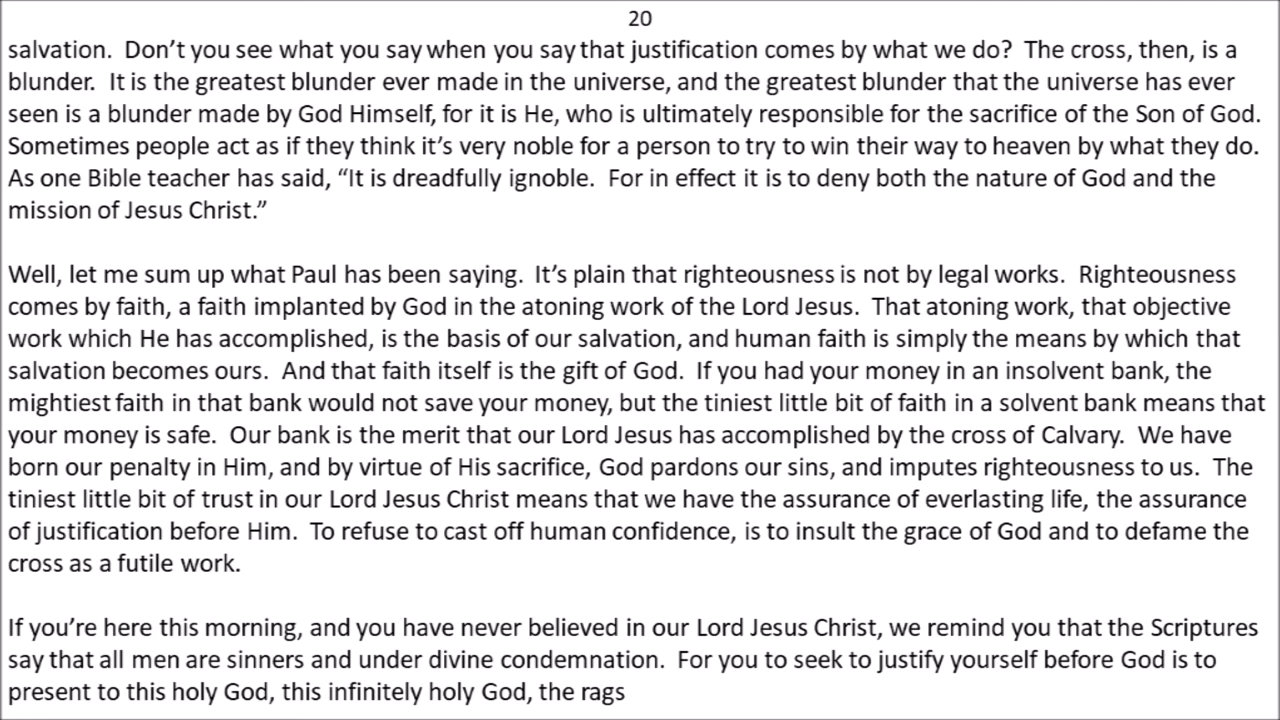 20
salvation.  Don’t you see what you say when you say that justification comes by what we do?  The cross, then, is a
blunder.  It is the greatest blunder ever made in the universe, and the greatest blunder that the universe has ever
seen is a blunder made by God Himself, for it is He, who is ultimately responsible for the sacrifice of the Son of God.
Sometimes people act as if they think it’s very noble for a person to try to win their way to heaven by what they do.
As one Bible teacher has said, “It is dreadfully ignoble.  For in effect it is to deny both the nature of God and the
mission of Jesus Christ.”
Well, let me sum up what Paul has been saying.  It’s plain that righteousness is not by legal works.  Righteousness
comes by faith, a faith implanted by God in the atoning work of the Lord Jesus.  That atoning work, that objective
work which He has accomplished, is the basis of our salvation, and human faith is simply the means by which that
salvation becomes ours.  And that faith itself is the gift of God.  If you had your money in an insolvent bank, the
mightiest faith in that bank would not save your money, but the tiniest little bit of faith in a solvent bank means that
your money is safe.  Our bank is the merit that our Lord Jesus has accomplished by the cross of Calvary.  We have
born our penalty in Him, and by virtue of His sacrifice, God pardons our sins, and imputes righteousness to us.  The
tiniest little bit of trust in our Lord Jesus Christ means that we have the assurance of everlasting life, the assurance
of justification before Him.  To refuse to cast off human confidence, is to insult the grace of God and to defame the
cross as a futile work.
If you’re here this morning, and you have never believed in our Lord Jesus Christ, we remind you that the Scriptures
say that all men are sinners and under divine condemnation.  For you to seek to justify yourself before God is to
present to this holy God, this infinitely holy God, the rags